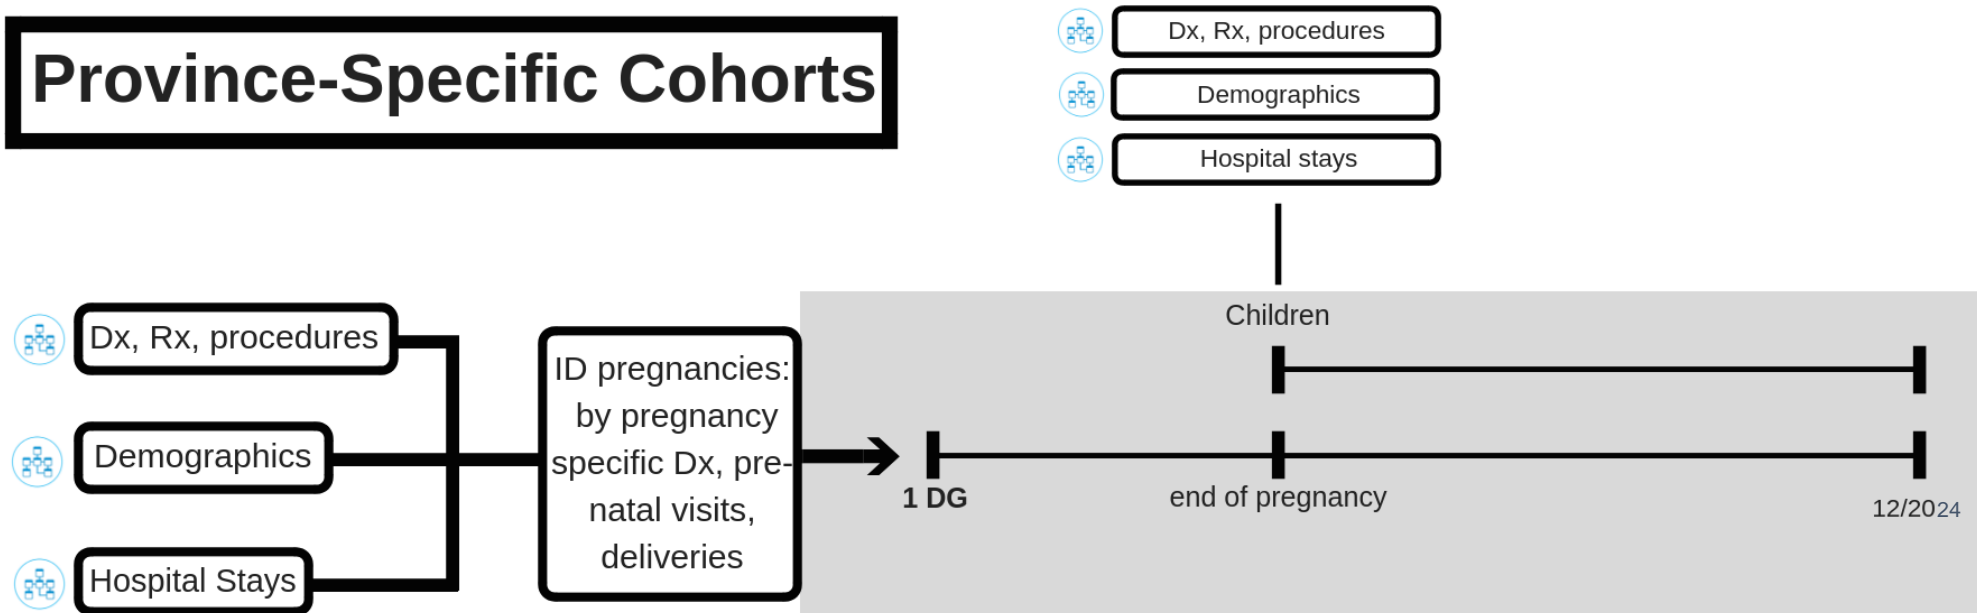 Province-Specific Cohorts
Dx, Rx, procedures
Demographics
Hospital stays
Dx, Rx, procedures
Demographics
Hospital Stays
ID pregnancies:
by pregnancy
specific Dx, pre-
natal visits,
deliveries
Children
1 DG
end of pregnancy
12/2024